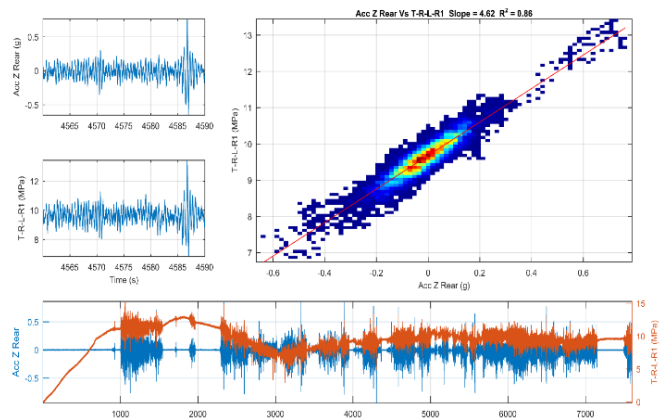 Acc Z Rear Vs T-R-L-R1 Slope = 4.62 R² = 0.86
Acc Z Rear (g)
0.5
0
-0.5
4565 4570 4575 4580 4585 4590
T-R-L-R1 (MPa)
12
10
8
4565 4570 4575 4580 4585 4590
Time (s)
T-R-L-R1 (MPa)
13
12
11
10
9
8
7
-0.6 -0.4 -0.2 0 0.2 0.4 0.6
Acc Z Rear (g)
Acc Z Rear
0.5
0
-0.5
1000 2000 3000 4000 5000 6000 7000
15
10
5
0
T-R-L-R1 (MPa)